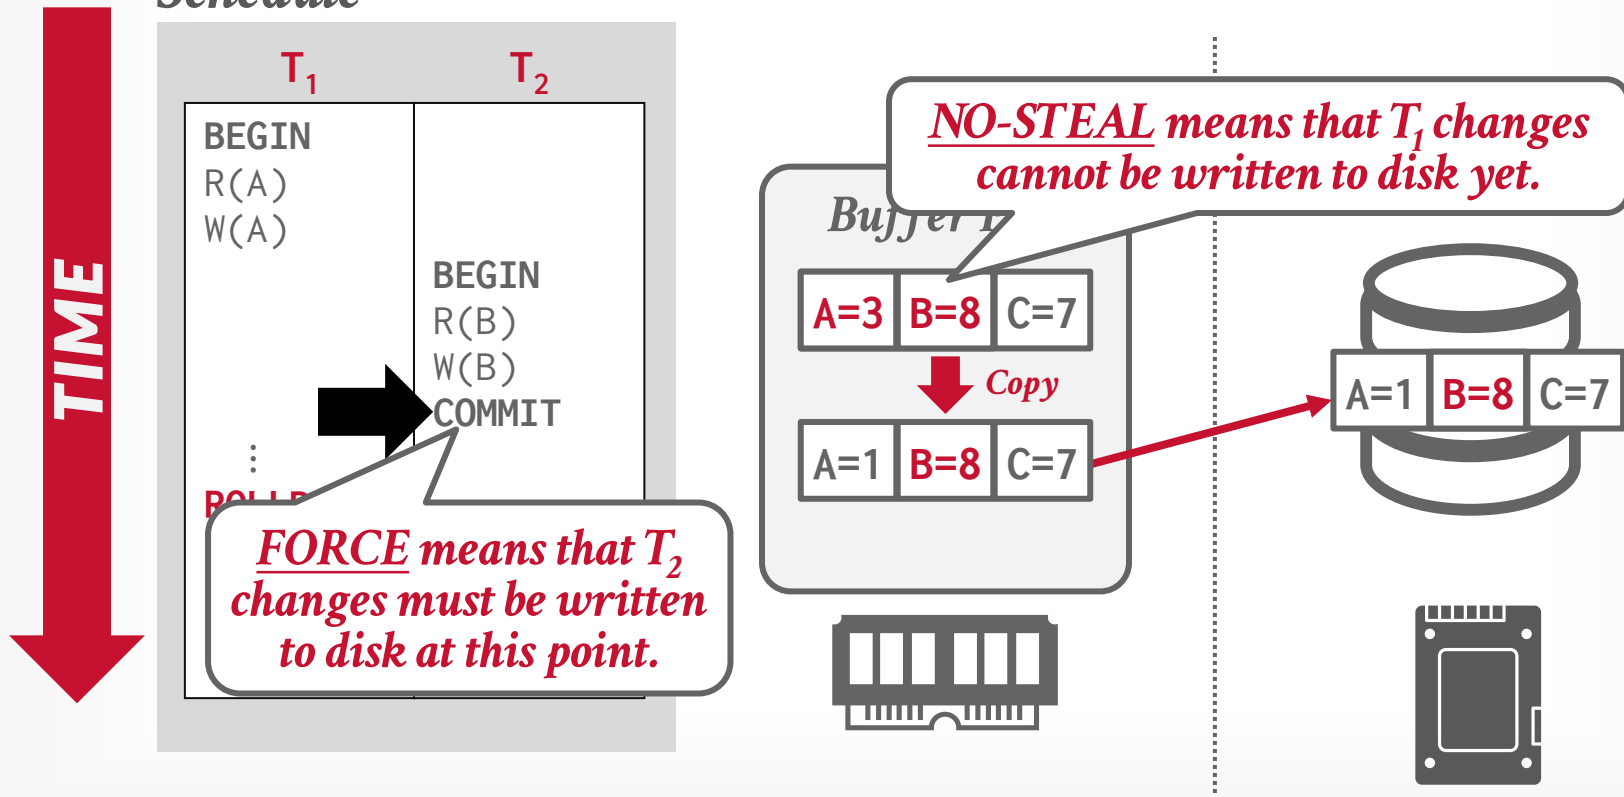 Schedule
TIME
T1
T2
BEGIN
R(A)
W(A)
BEGIN
R(B)
W(B)
COMMIT
⋮
FORCE means that T2
changes must be written
to disk at this point.
NO-STEAL means that T1 changes
cannot be written to disk yet.
Buffer
A=3 B=8 C=7
Copy
A=1 B=8 C=7
A=1 B=8 C=7